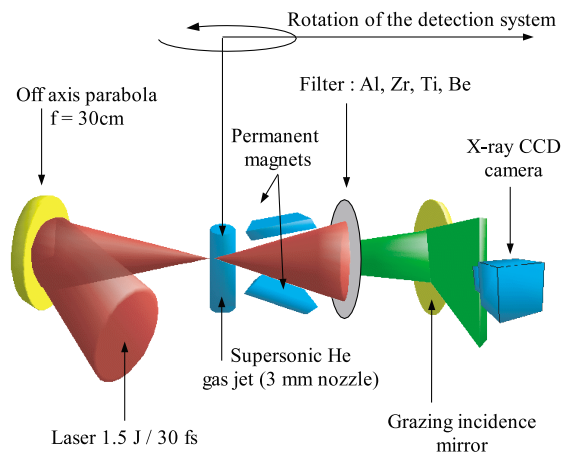 Rotation of the detection system
Off axis parabola
f = 30cm
Filter : Al, Zr, Ti, Be
Permanent
magnets
X-ray CCD
camera
Supersonic He
gas jet (3 mm nozzle)
Laser 1.5 J / 30 fs
Grazing incidence
mirror